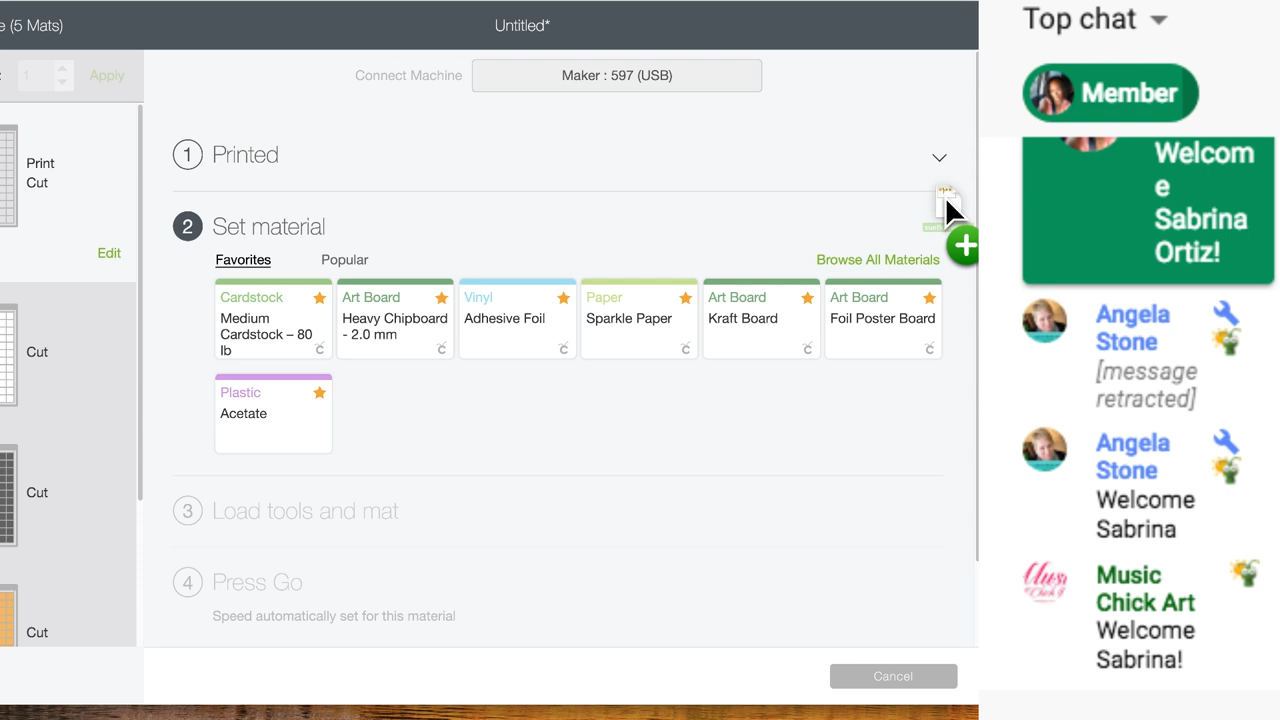 e (5 Mats)
Untitled*
:
1
Apply
Connect Machine
Maker : 597 (USB)
Print
Cut
Edit
Cut
Cut
Cut
1 Printed
2 Set material
Favorites
Popular
Browse All Materials
Cardstock
Medium
Cardstock – 80
lb
Art Board
Heavy Chipboard
- 2.0 mm
Vinyl
Adhesive Foil
Paper
Sparkle Paper
Art Board
Kraft Board
Art Board
Foil Poster Board
Plastic
Acetate
3 Load tools and mat
4 Press Go
Speed automatically set for this material
Cancel
Top chat
Member
Welcom
e
Sabrina
Ortiz!
Angela
Stone
[message
retracted]
Angela
Stone
Welcome
Sabrina
Music
Chick Art
Welcome
Sabrina!